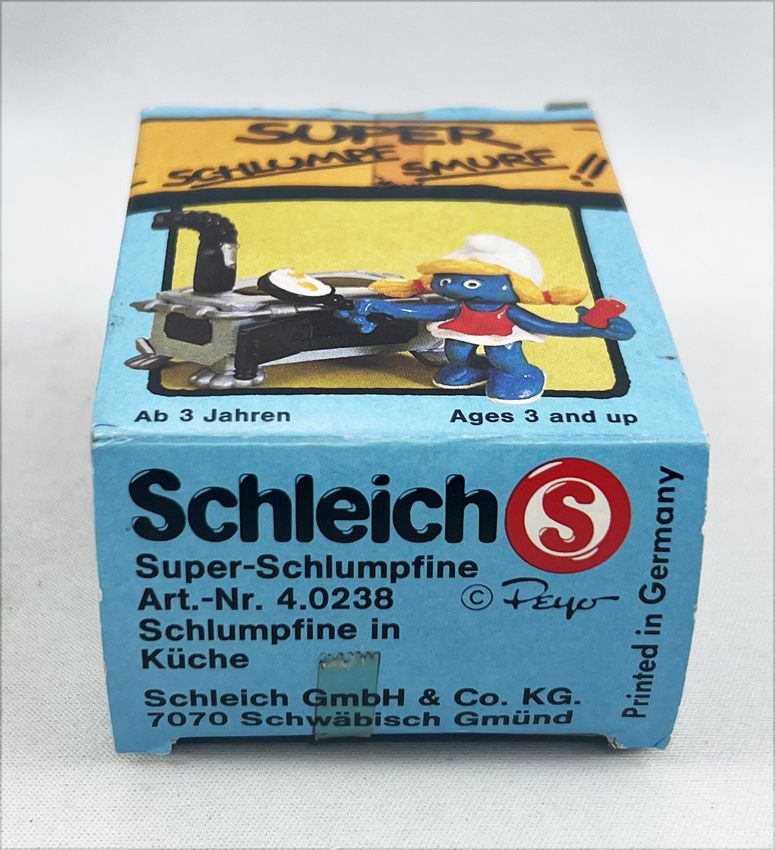 SUPER
SCHLUMPF SMURF !!
Ab 3 Jahren Ages 3 and up
Schleich S
Super-Schlumpfine
Art.-Nr. 4.0238 © Peyo
Schlumpfine in
Küche
Schleich GmbH & Co. KG.
7070 Schwäbisch Gmünd
Printed in Germany